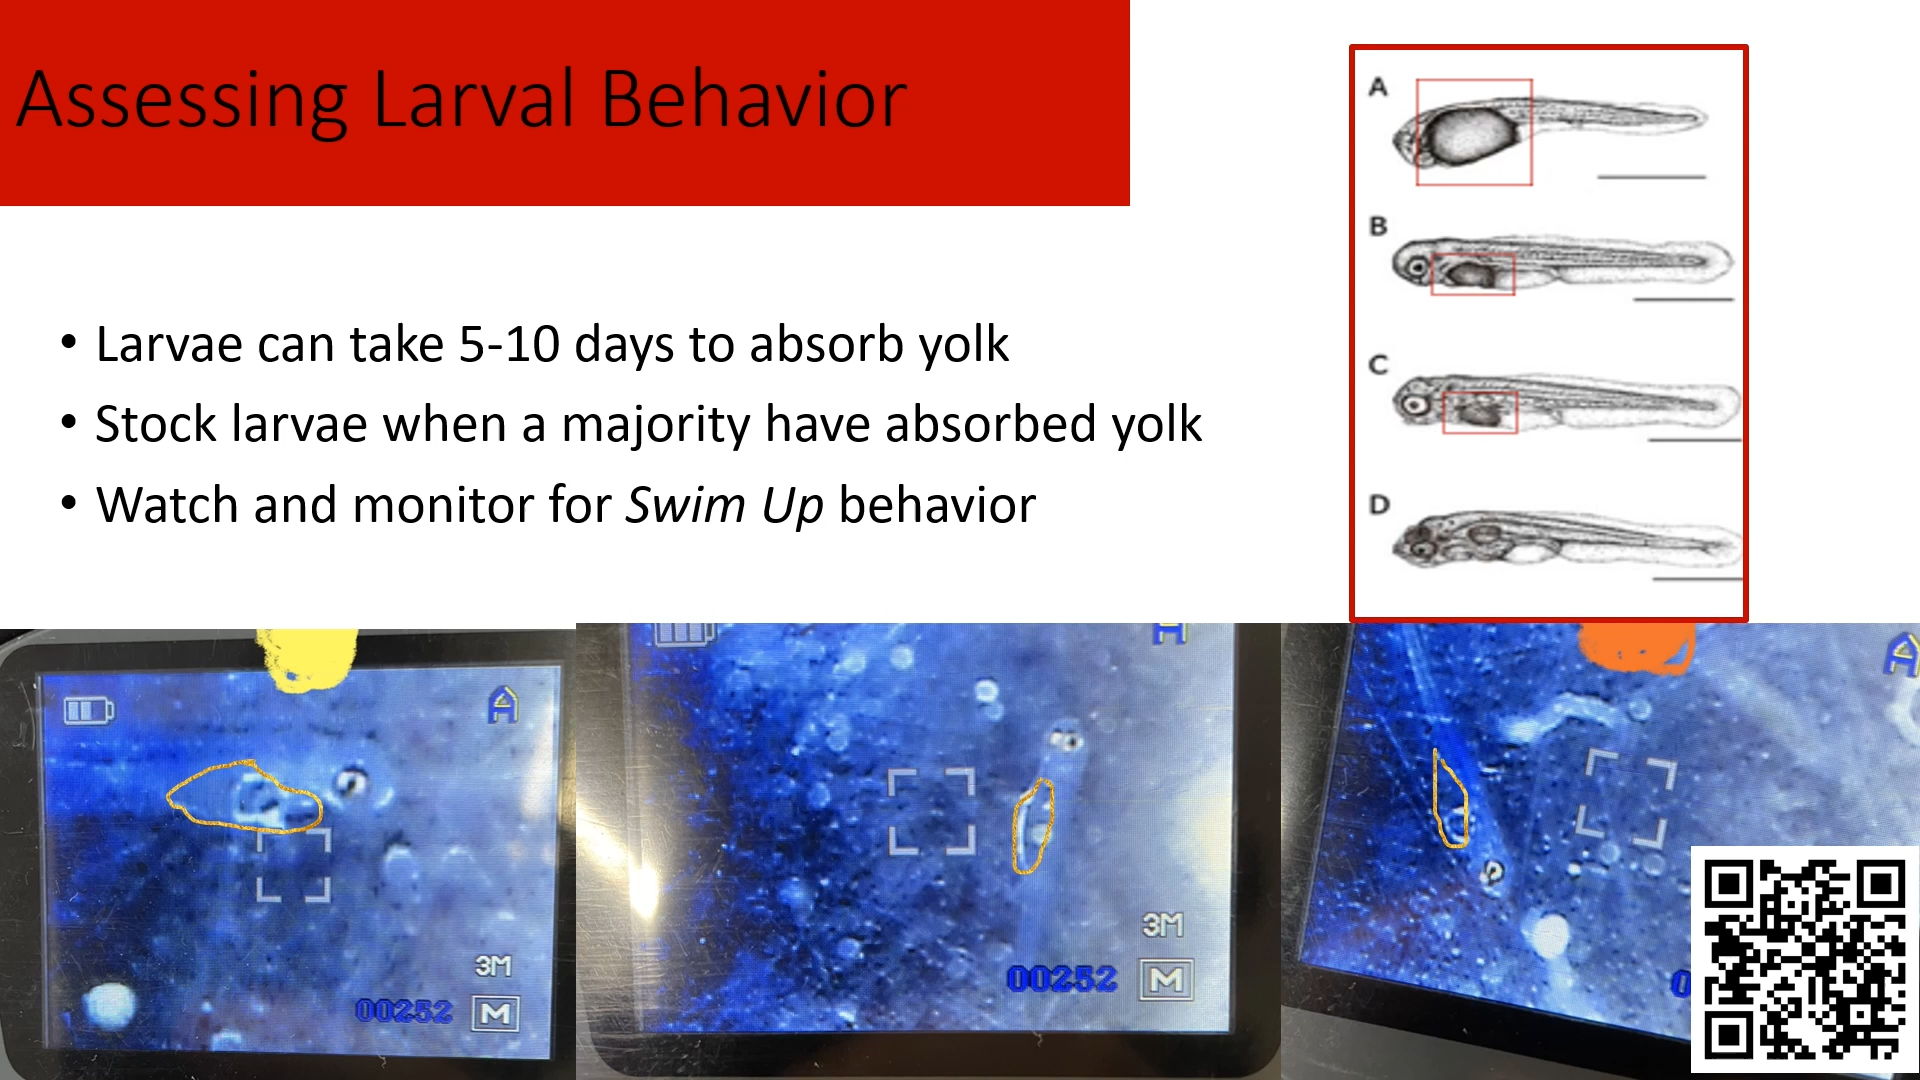 Assessing Larval Behavior
• Larvae can take 5-10 days to absorb yolk
• Stock larvae when a majority have absorbed yolk
• Watch and monitor for Swim Up behavior
A
B
C
D
A
3M
00252
M
A
3M
00252
M
A
0